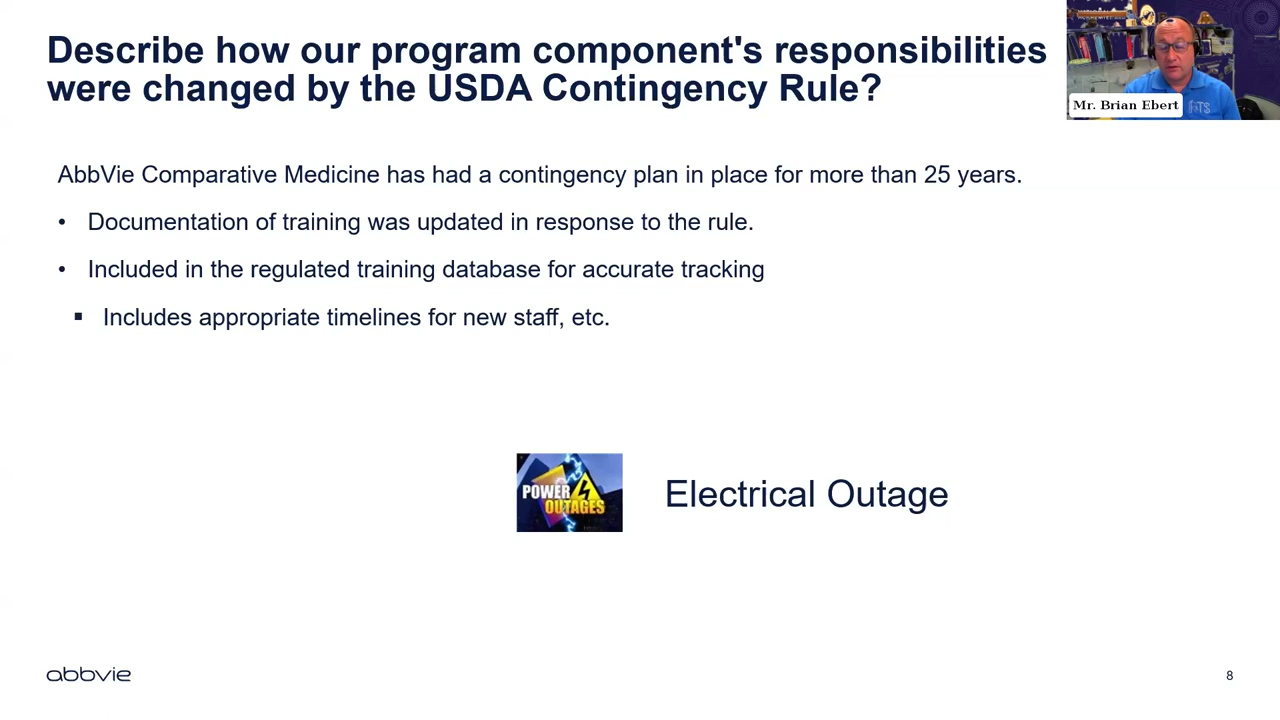 Describe how our program component's responsibilities
were changed by the USDA Contingency Rule?
Mr. Brian Ebert
AbbVie Comparative Medicine has had a contingency plan in place for more than 25 years.
• Documentation of training was updated in response to the rule.
• Included in the regulated training database for accurate tracking
▪ Includes appropriate timelines for new staff, etc.
POWER
OUTAGES
Electrical Outage
abbvie
8